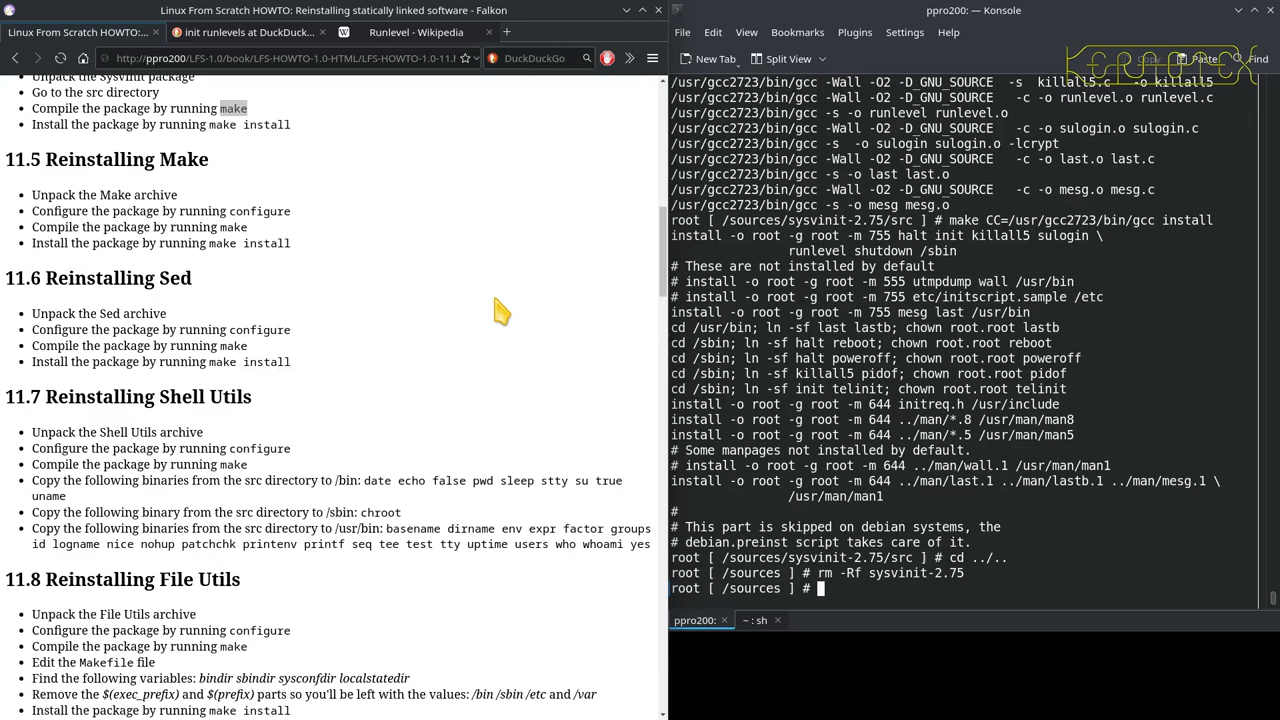 Linux From Scratch HOWTO: Reinstalling statically linked software - Falkon
Linux From Scratch HOWTO:...
init runlevels at DuckDuck...
Runlevel - Wikipedia
http://ppro200/LFS-1.0/book/LFS-HOWTO-1.0-HTML/LFS-HOWTO-1.0-11.
DuckDuckGo
Unpack the Sysvinit package
Go to the src directory
Compile the package by running make
Install the package by running make install
11.5 Reinstalling Make
Unpack the Make archive
Configure the package by running configure
Compile the package by running make
Install the package by running make install
11.6 Reinstalling Sed
Unpack the Sed archive
Configure the package by running configure
Compile the package by running make
Install the package by running make install
11.7 Reinstalling Shell Utils
Unpack the Shell Utils archive
Configure the package by running configure
Compile the package by running make
Copy the following binaries from the src directory to /bin: date echo false pwd sleep stty su true
uname
Copy the following binary from the src directory to /sbin: chroot
Copy the following binaries from the src directory to /usr/bin: basename dirname env expr factor groups
id logname nice nohup patchchk printenv printf seq tee test tty uptime users who whoami yes
11.8 Reinstalling File Utils
Unpack the File Utils archive
Configure the package by running configure
Compile the package by running make
Edit the Makefile file
Find the following variables: bindir sbindir sysconfdir localstatedir
Remove the $(exec_prefix) and $(prefix) parts so you'll be left with the values: /bin /sbin /etc and /var
Install the package by running make install
ppro200: — Konsole
File Edit View Bookmarks Plugins Settings Help
New Tab Split View Copy Paste Find
/usr/gcc2723/bin/gcc -Wall -O2 -D_GNU_SOURCE -s killall5.c -o killall5
/usr/gcc2723/bin/gcc -Wall -O2 -D_GNU_SOURCE -c -o runlevel.o runlevel.c
/usr/gcc2723/bin/gcc -s -o runlevel runlevel.o
/usr/gcc2723/bin/gcc -Wall -O2 -D_GNU_SOURCE -c -o sulogin.o sulogin.c
/usr/gcc2723/bin/gcc -s -o sulogin sulogin.o -lcrypt
/usr/gcc2723/bin/gcc -Wall -O2 -D_GNU_SOURCE -c -o last.o last.c
/usr/gcc2723/bin/gcc -s -o last last.o
/usr/gcc2723/bin/gcc -Wall -O2 -D_GNU_SOURCE -c -o mesg.o mesg.c
/usr/gcc2723/bin/gcc -s -o mesg mesg.o
root [ /sources/sysvinit-2.75/src ] # make CC=/usr/gcc2723/bin/gcc install
install -o root -g root -m 755 halt init killall5 sulogin \
runlevel shutdown /sbin
# These are not installed by default
# install -o root -g root -m 555 utmpdump wall /usr/bin
# install -o root -g root -m 755 etc/initscript.sample /etc
install -o root -g root -m 755 mesg last /usr/bin
cd /usr/bin; ln -sf last lastb; chown root.root lastb
cd /sbin; ln -sf halt reboot; chown root.root reboot
cd /sbin; ln -sf halt poweroff; chown root.root poweroff
cd /sbin; ln -sf killall5 pidof; chown root.root pidof
cd /sbin; ln -sf init telinit; chown root.root telinit
install -o root -g root -m 644 initreq.h /usr/include
install -o root -g root -m 644 ../man/*.8 /usr/man/man8
install -o root -g root -m 644 ../man/*.5 /usr/man/man5
# Some manpages not installed by default.
# install -o root -g root -m 644 ../man/wall.1 /usr/man/man1
install -o root -g root -m 644 ../man/last.1 ../man/lastb.1 ../man/mesg.1 \
/usr/man/man1
#
# This part is skipped on debian systems, the
# debian.preinst script takes care of it.
root [ /sources/sysvinit-2.75/src ] # cd ../..
root [ /sources ] # rm -Rf sysvinit-2.75
root [ /sources ] #
ppro200:
~ : sh